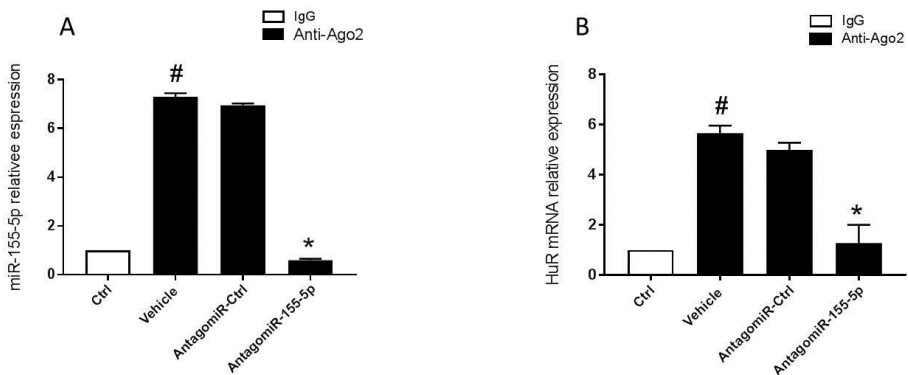 A
IgG
Anti-Ago2
miR-155-5p relativee espression
8
6
4
2
0
#
*
Ctrl
Vehicle
AntagomiR-Ctrl
AntagomiR-155-5p
B
IgG
Anti-Ago2
HuR mRNA relative expression
8
6
4
2
0
#
*
Ctrl
Vehicle
AntagomiR-Ctrl
AntagomiR-155-5p